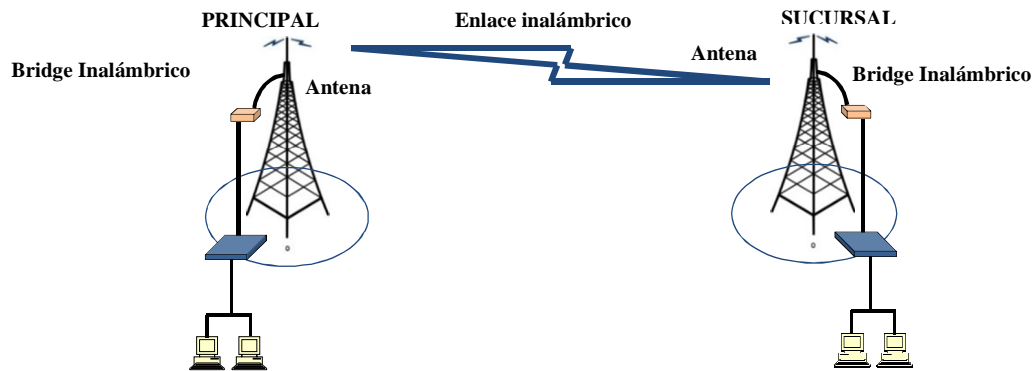 PRINCIPAL
Enlace inalámbrico
SUCURSAL
Bridge Inalámbrico
Antena
Antena
Bridge Inalámbrico